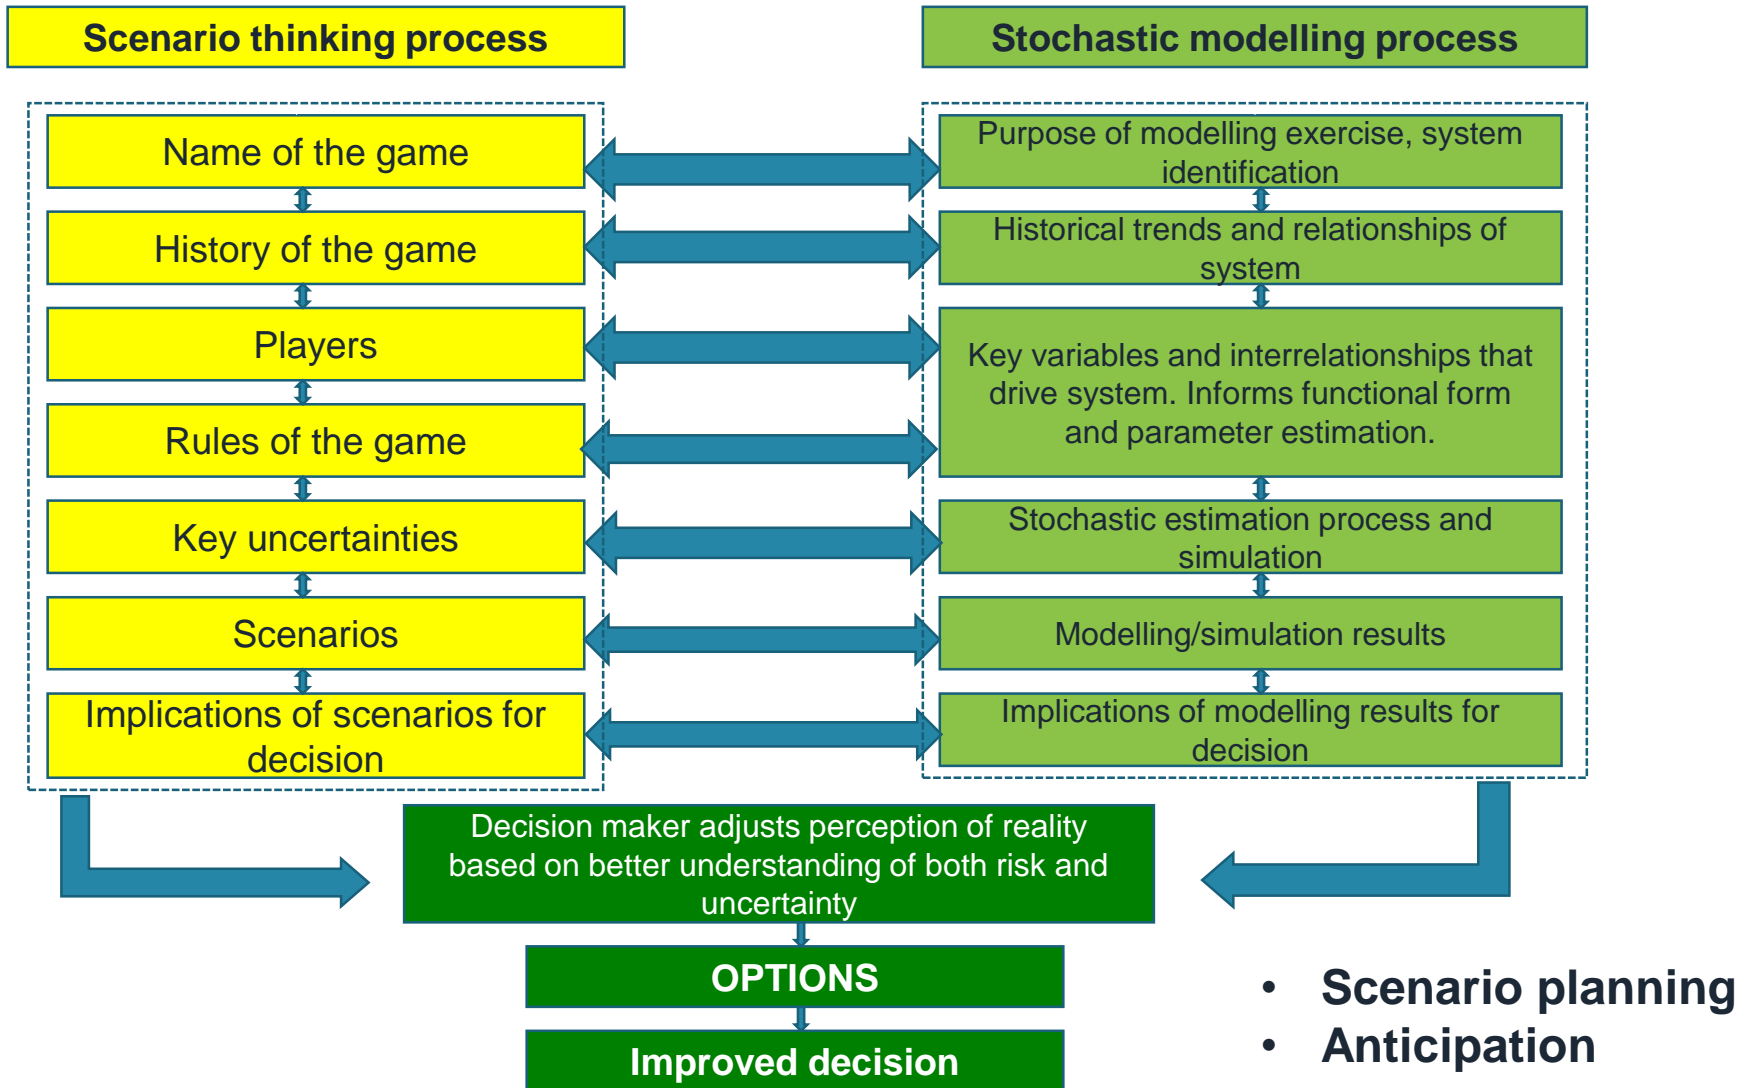 Scenario thinking process
Stochastic modelling process
Name of the game
Purpose of modelling exercise, system
identification
History of the game
Historical trends and relationships of
system
Players
Key variables and interrelationships that
drive system. Informs functional form
and parameter estimation.
Rules of the game
Key uncertainties
Stochastic estimation process and
simulation
Scenarios
Modelling/simulation results
Implications of scenarios for
decision
Implications of modelling results for
decision
Decision maker adjusts perception of reality
based on better understanding of both risk and
uncertainty
OPTIONS
Improved decision
• Scenario planning
• Anticipation